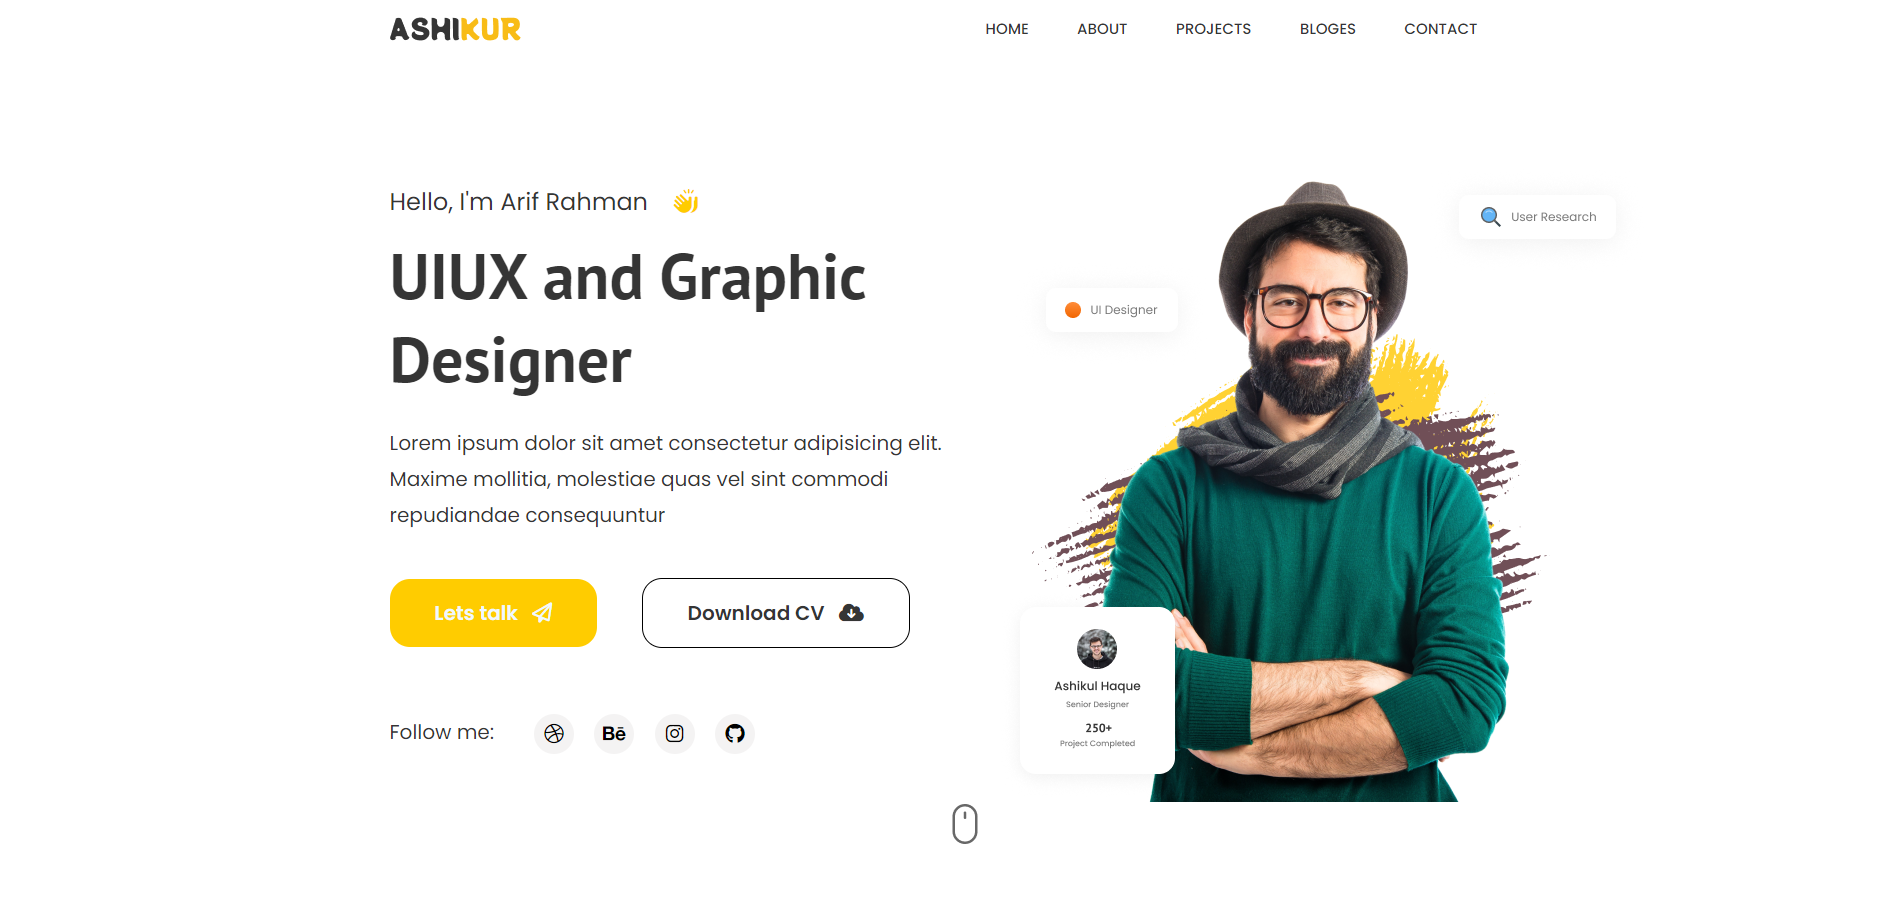 ASHIKUR
HOME ABOUT PROJECTS BLOGES CONTACT
Hello, I'm Arif Rahman
UIUX and Graphic
Designer
Lorem ipsum dolor sit amet consectetur adipisicing elit.
Maxime mollitia, molestiae quas vel sint commodi
repudiandae consequuntur
Lets talk
Download CV
Follow me:
Bē
User Research
UI Designer
Ashikul Haque
Senior Designer
250+
Project Completed